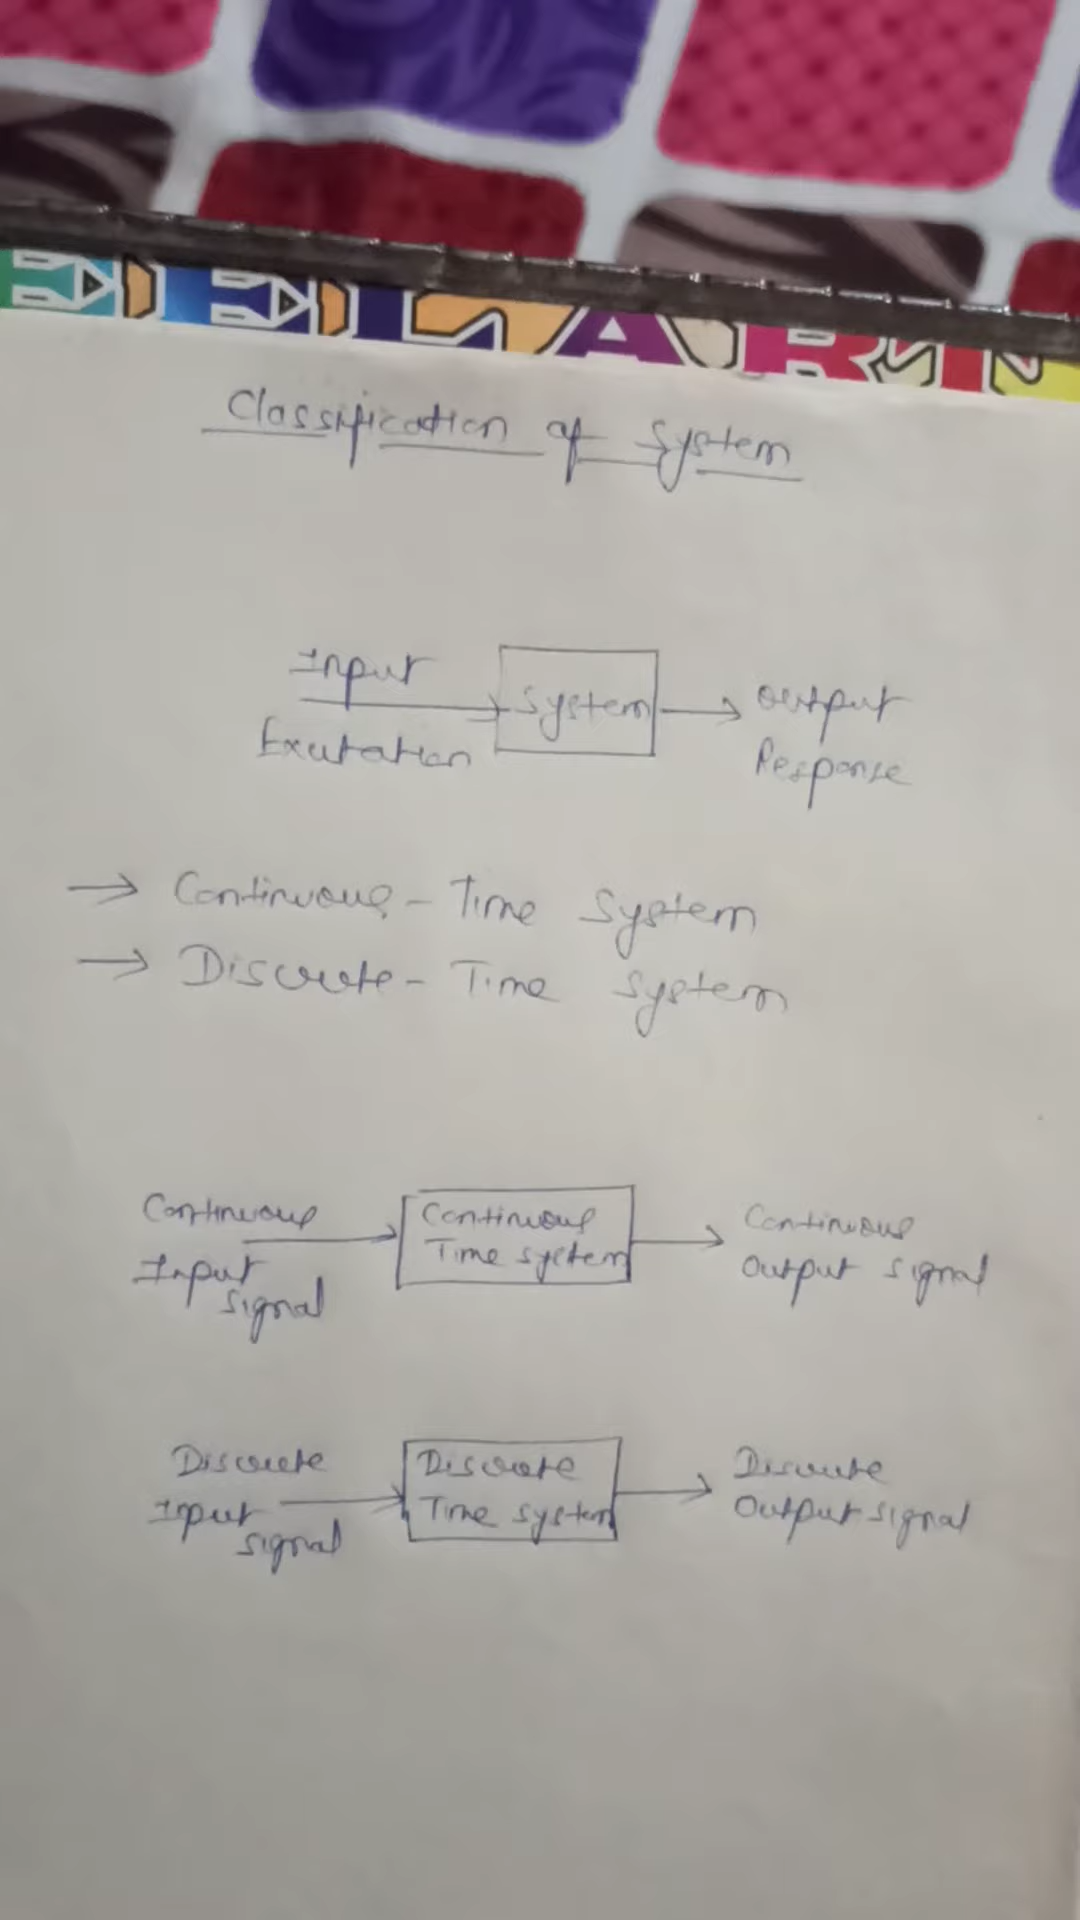 Classification of System
Input
System
Output
Excitation
Response
→ Continuous - Time System
→ Discrete - Time System
Continuous
Input
Signal
Continuous
Time system
Continuous
Output signal
Discrete
Input
signal
Discrete
Time system
Discrete
Output signal